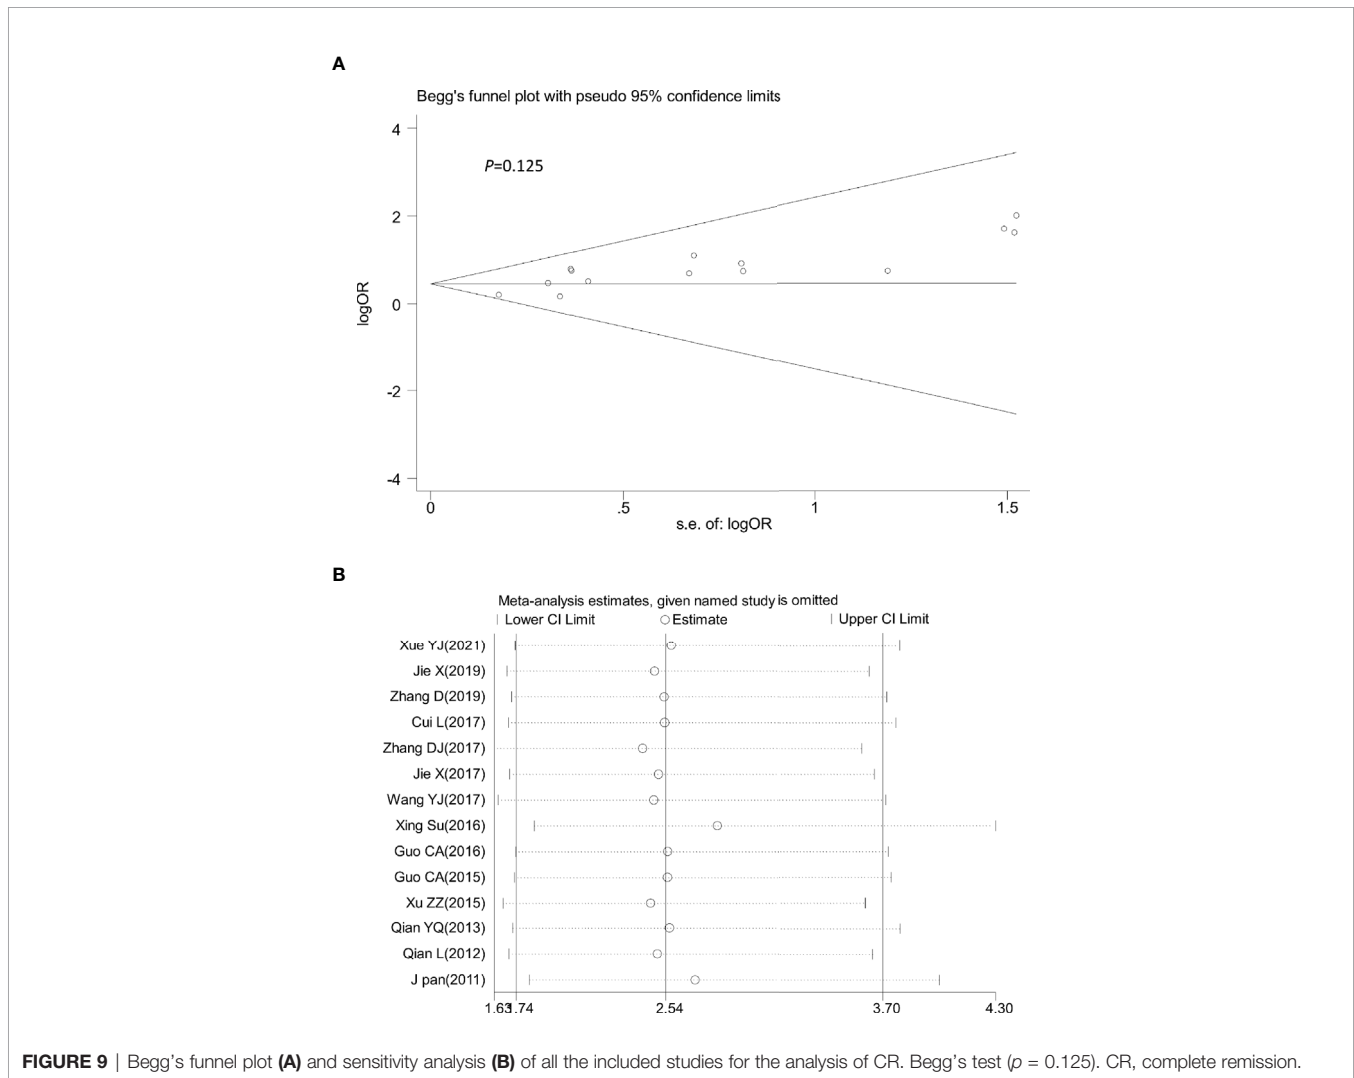 A
Begg's funnel plot with pseudo 95% confidence limits
4
P=0.125
2
0
-2
-4
logOR
0 .5 1 1.5
s.e. of: logOR
B
Meta-analysis estimates, given named study is omitted
Lower CI Limit Estimate Upper CI Limit
Xue YJ(2021)
Jie X(2019)
Zhang D(2019)
Cui L(2017)
Zhang DJ(2017)
Jie X(2017)
Wang YJ(2017)
Xing Su(2016)
Guo CA(2016)
Guo CA(2015)
Xu ZZ(2015)
Qian YQ(2013)
Qian L(2012)
J pan(2011)
1.63 1.74 2.54 3.70 4.30
FIGURE 9 | Begg's funnel plot (A) and sensitivity analysis (B) of all the included studies for the analysis of CR. Begg's test (p = 0.125). CR, complete remission.